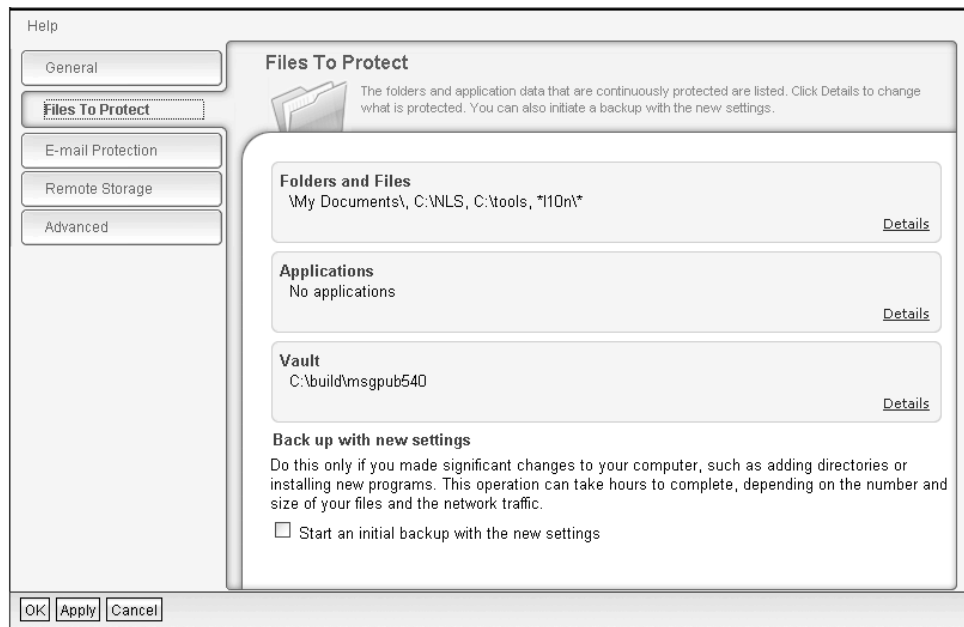 Help
General
Files To Protect
E-mail Protection
Remote Storage
Advanced
Files To Protect
The folders and application data that are continuously protected are listed. Click Details to change
what is protected. You can also initiate a backup with the new settings.
Folders and Files
\My Documents\, C:\NLS, C:\tools, *l10n\*
Details
Applications
No applications
Details
Vault
C:\build\msgpub540
Details
Back up with new settings
Do this only if you made significant changes to your computer, such as adding directories or
installing new programs. This operation can take hours to complete, depending on the number and
size of your files and the network traffic.
Start an initial backup with the new settings
OK Apply Cancel